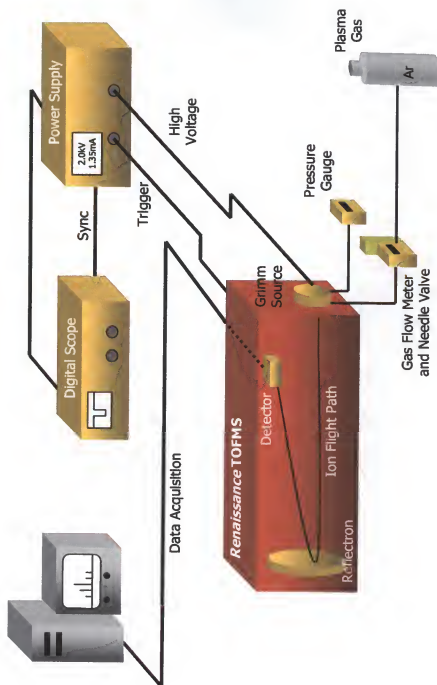 Power Supply
2.0kV
1.35mA
Sync
Digital Scope
Trigger
High
Voltage
Data Acquisition
Plasma
Gas
Ar
Pressure
Gauge
Gas Flow Meter
and Needle Valve
Grimm
Source
Renaissance TOFMS
Detector
Ion Flight Path
Reflectron